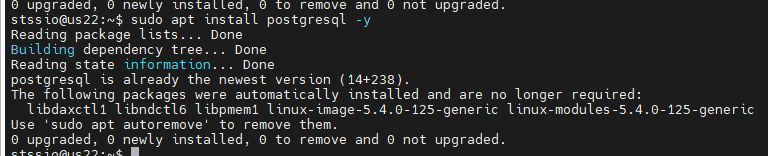 0 upgraded, 0 newly installed, 0 to remove and 0 not upgraded.
stssio@us22:~$ sudo apt install postgresql -y
Reading package lists... Done
Building dependency tree... Done
Reading state information... Done
postgresql is already the newest version (14+238).
The following packages were automatically installed and are no longer required:
  libdaxctl1 libndctl6 libpmem1 linux-image-5.4.0-125-generic linux-modules-5.4.0-125-generic
Use 'sudo apt autoremove' to remove them.
0 upgraded, 0 newly installed, 0 to remove and 0 not upgraded.
stssio@us22:~$